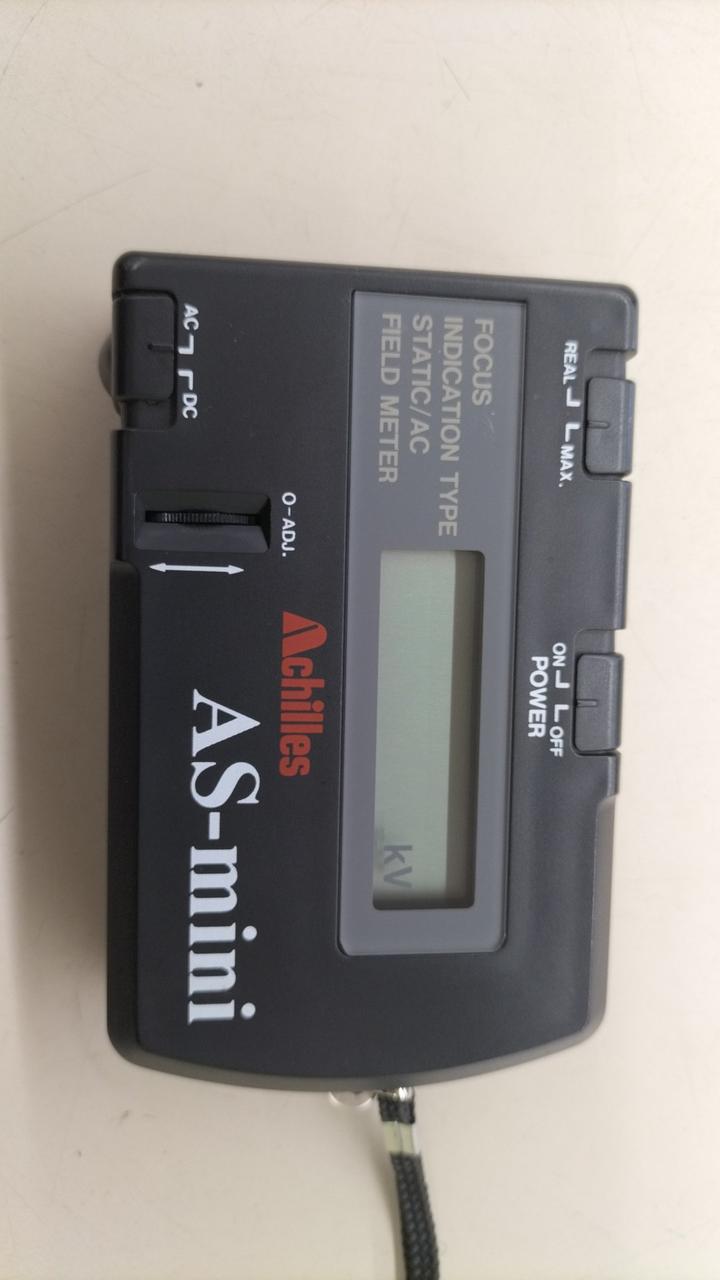 REAL MAX.
ON OFF
POWER
FOCUS
INDICATION TYPE
STATIC/AC
FIELD METER
kV
Achilles
AS-mini
O-ADJ.
AC DC